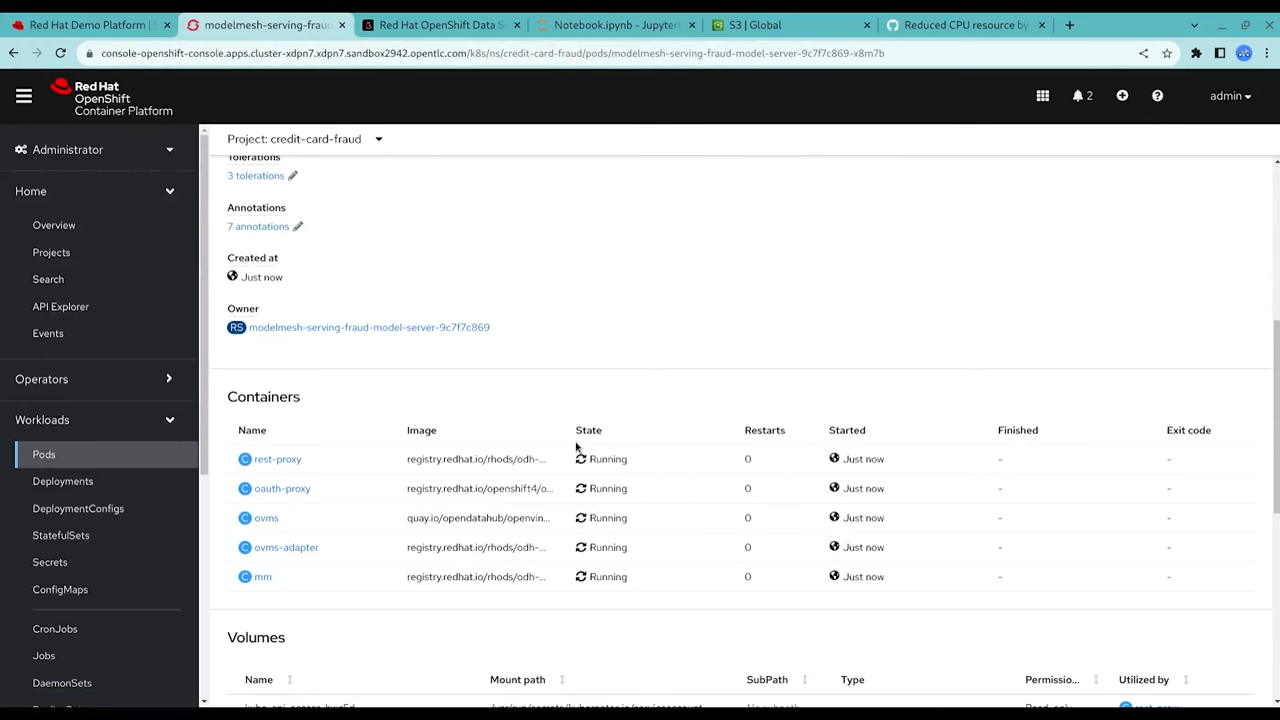 Red Hat Demo Platform | S
modelmesh-serving-fraud
Red Hat OpenShift Data S
Notebook.ipynb - Jupyter
S3 | Global
Reduced CPU resource by
console-openshift-console.apps.cluster-xdpn7.xdpn7.sandbox2942.opentlc.com/k8s/ns/credit-card-fraud/pods/modelmesh-serving-fraud-model-server-9c7f7c869-x8m7b
Red Hat
OpenShift
Container Platform
2
admin
Administrator
Home
Overview
Projects
Search
API Explorer
Events
Operators
Workloads
Pods
Deployments
DeploymentConfigs
StatefulSets
Secrets
ConfigMaps
CronJobs
Jobs
DaemonSets
Project: credit-card-fraud
Tolerations
3 tolerations
Annotations
7 annotations
Created at
Just now
Owner
RS modelmesh-serving-fraud-model-server-9c7f7c869
Containers
Name Image State Restarts Started Finished Exit code
C rest-proxy registry.redhat.io/rhods/odh-... Running 0 Just now - -
C oauth-proxy registry.redhat.io/openshift4/o... Running 0 Just now - -
C ovms quay.io/opendatahub/openvin... Running 0 Just now - -
C ovms-adapter registry.redhat.io/rhods/odh-... Running 0 Just now - -
C mm registry.redhat.io/rhods/odh-... Running 0 Just now - -
Volumes
Name Mount path SubPath Type Permissio... Utilized by